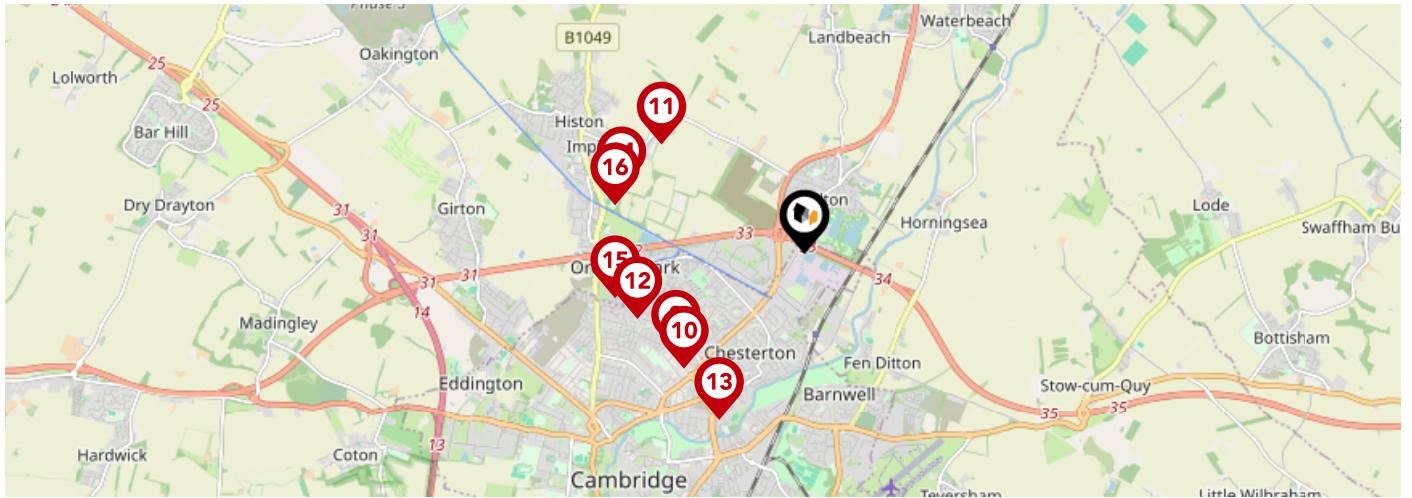 Waterbeach
Landbeach
B1049
Oakington
Lolworth
25
25
11
Histon
Bar Hill
16
Dry Drayton
Girton
31
Lode
Horningsea
Swaffham Bu
31
33
15
12
31
31
34
14
Madingley
10
Chesterton
Bottisham
Fen Ditton
Eddington
13
Barnwell
Stow-cum-Quy
35
35
13
Hardwick
Coton
Cambridge
Teversham
Little Wilbraham